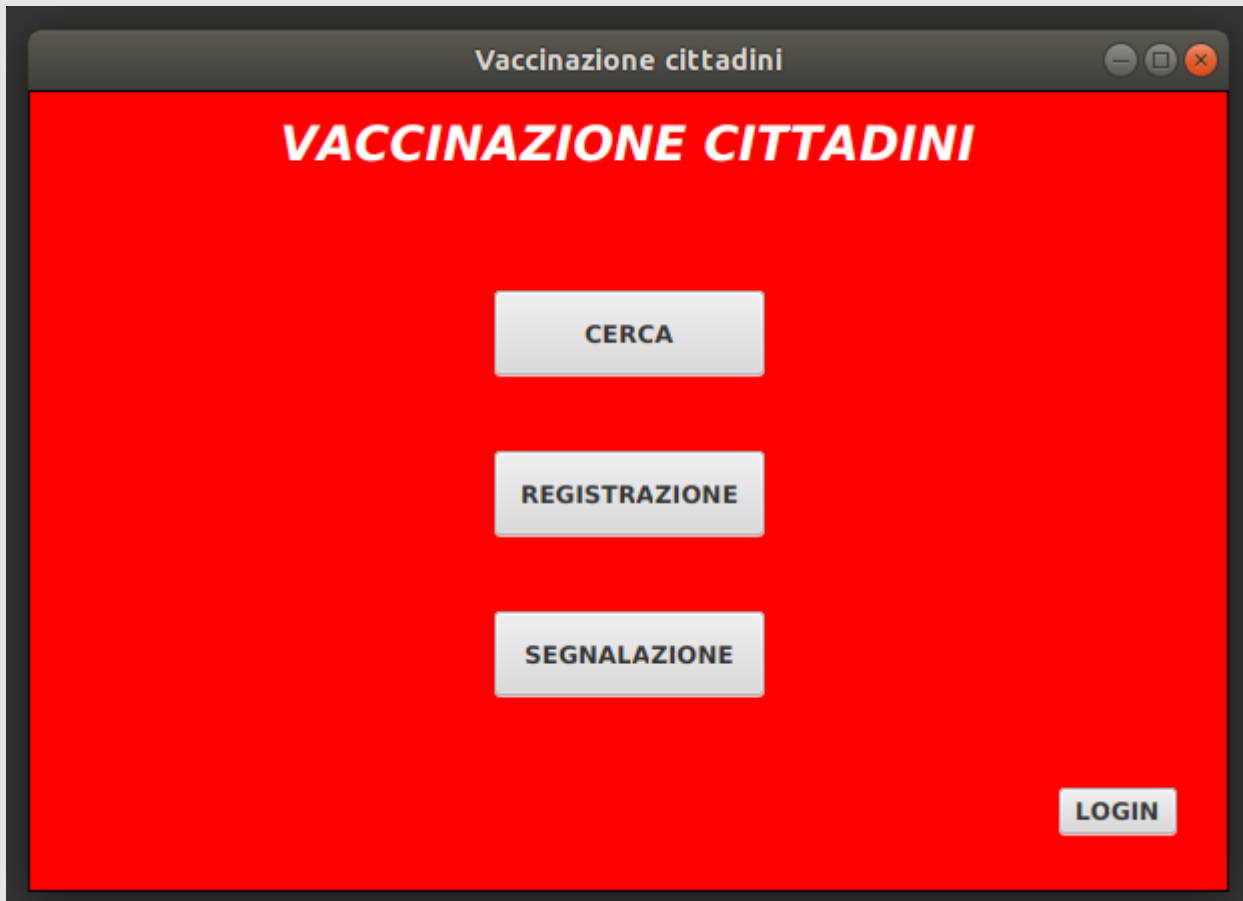 Vaccinazione cittadini
VACCINAZIONE CITTADINI
CERCA
REGISTRAZIONE
SEGNALAZIONE
LOGIN